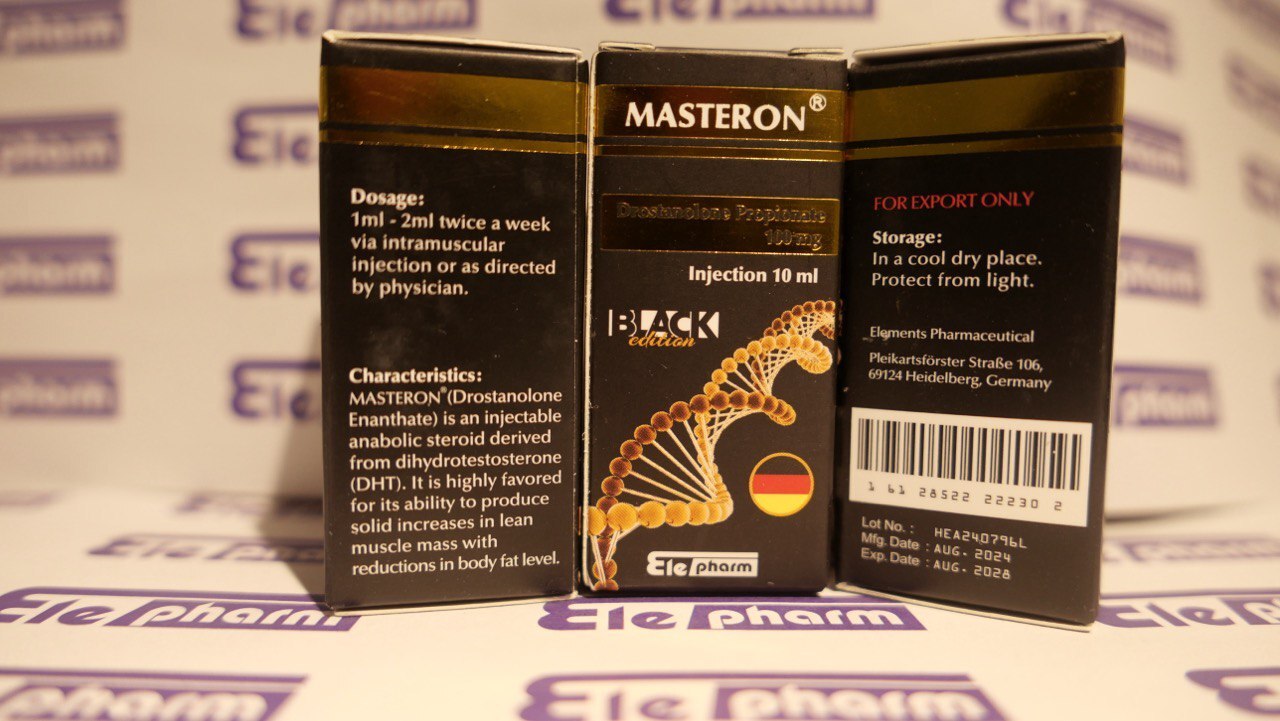 Dosage:
1ml - 2ml twice a week
via intramuscular
injection or as directed
by physician.
Characteristics:
MASTERON® (Drostanolone
Enanthate) is an injectable
anabolic steroid derived
from dihydrotestosterone
(DHT). It is highly favored
for its ability to produce
solid increases in lean
muscle mass with
reductions in body fat level.
MASTERON®
Drostanolone Propionate
100 mg
Injection 10 ml
BLACK
edition
Elepharm
FOR EXPORT ONLY
Storage:
In a cool dry place.
Protect from light.
Elements Pharmaceutical
Pleikartsförster Straße 106,
69124 Heidelberg, Germany
1 61 28522 22230 2
Lot No. : HEA240796L
Mfg. Date : AUG. 2024
Exp. Date : AUG. 2028
Elepharm
Elepharm
Elepharm
Elepharm